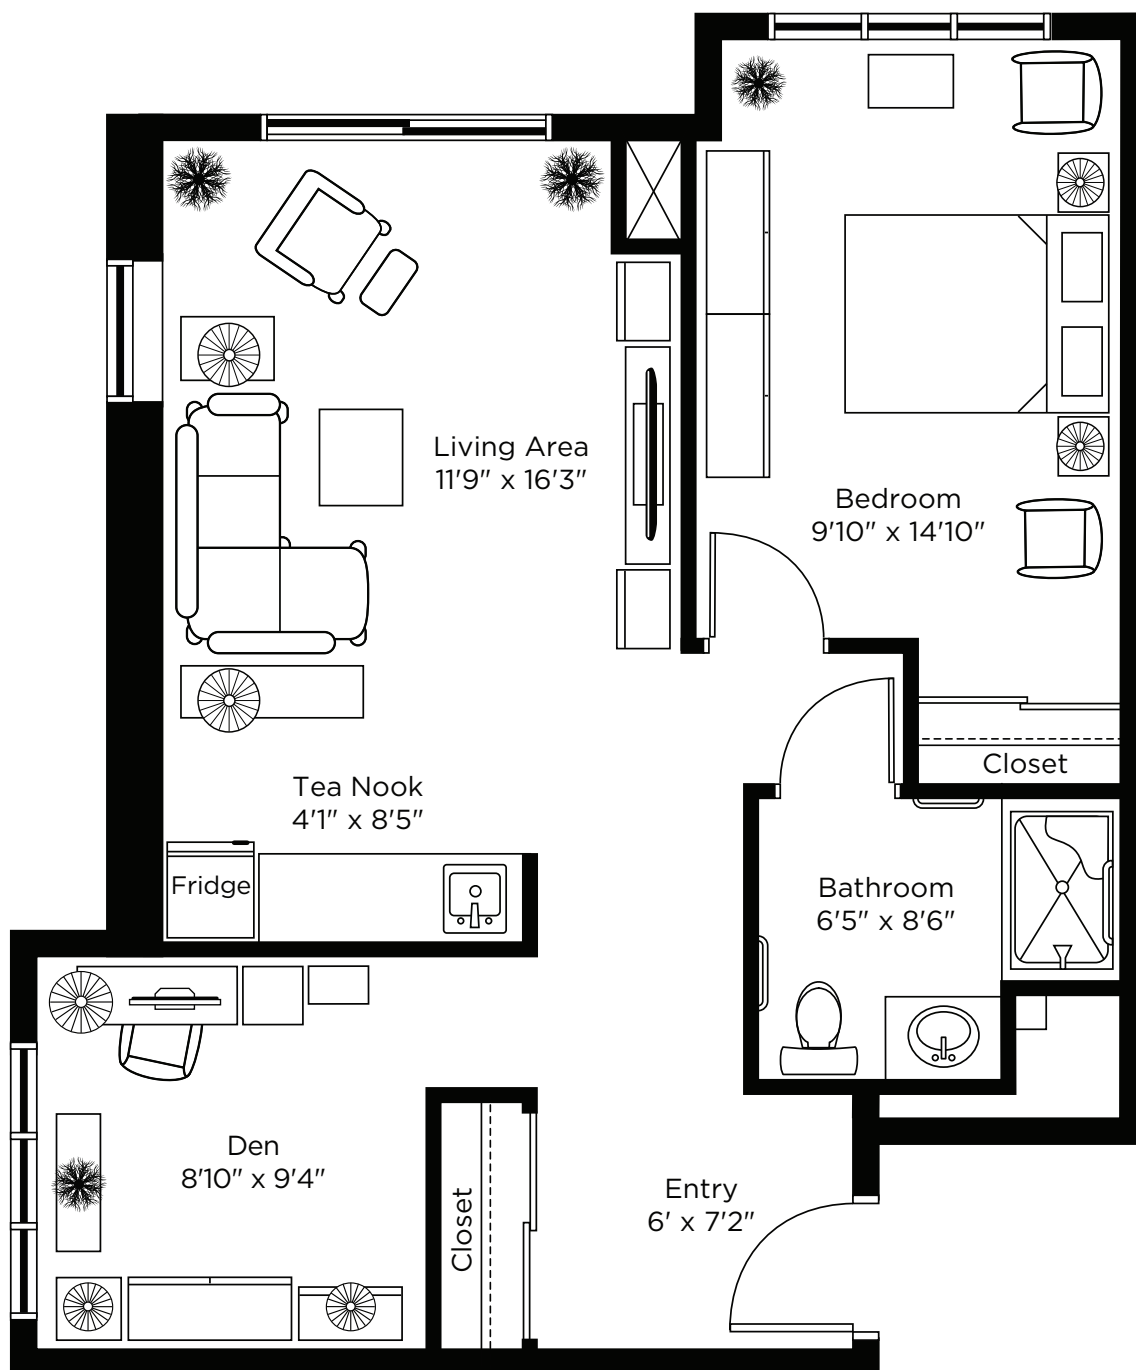 Living Area
11'9" x 16'3"
Bedroom
9'10" x 14'10"
Closet
Tea Nook
4'1" x 8'5"
Fridge
Bathroom
6'5" x 8'6"
Den
8'10" x 9'4"
Closet
Entry
6' x 7'2"